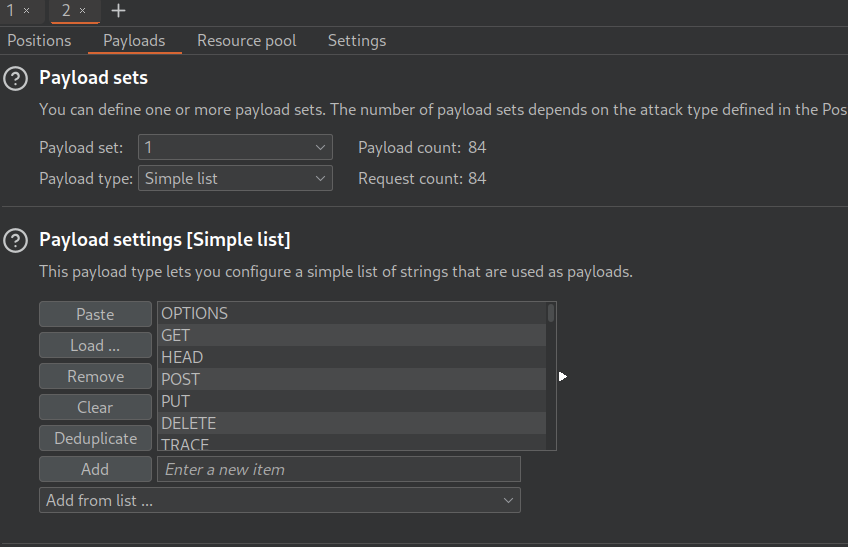 1 × 2 × +
Positions Payloads Resource pool Settings
? Payload sets
You can define one or more payload sets. The number of payload sets depends on the attack type defined in the Pos
Payload set: 1 Payload count: 84
Payload type: Simple list Request count: 84
? Payload settings [Simple list]
This payload type lets you configure a simple list of strings that are used as payloads.
Paste OPTIONS
GET
Load ... HEAD
Remove POST
PUT
Clear DELETE
Deduplicate TRACE
Add Enter a new item
Add from list ...